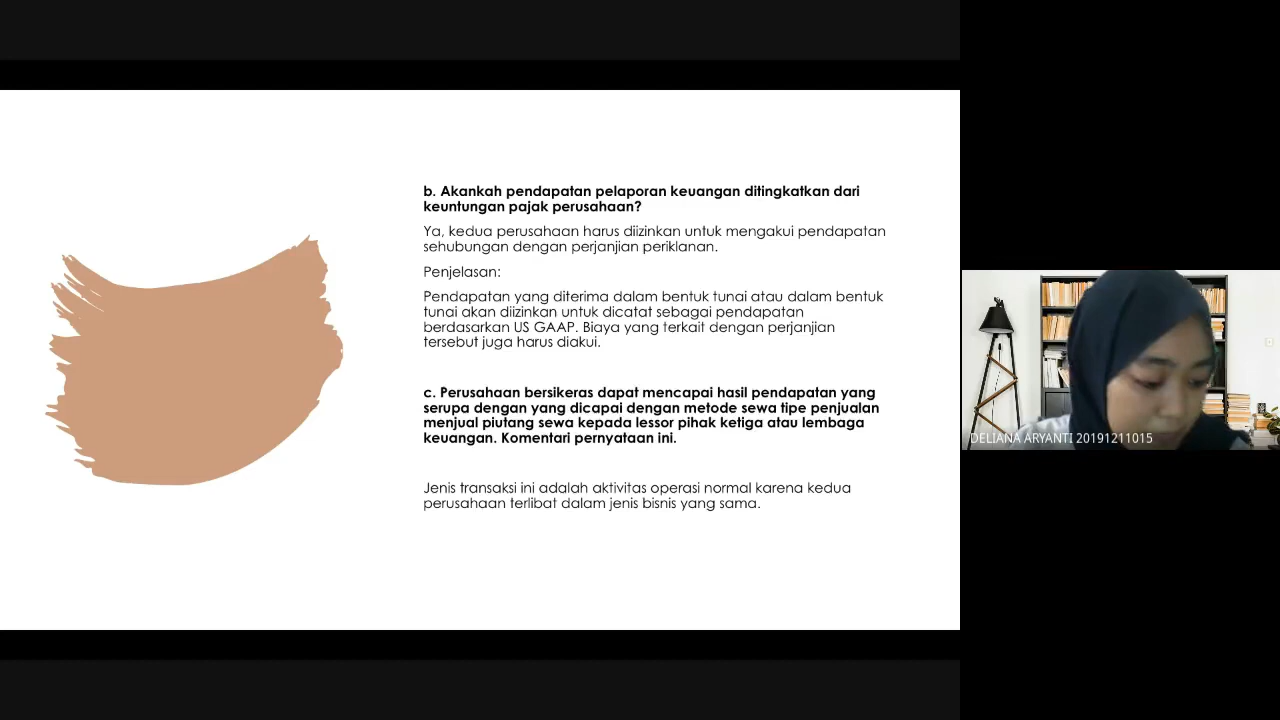 b. Akankah pendapatan pelaporan keuangan ditingkatkan dari
keuntungan pajak perusahaan?
Ya, kedua perusahaan harus diizinkan untuk mengakui pendapatan
sehubungan dengan perjanjian periklanan.
Penjelasan:
Pendapatan yang diterima dalam bentuk tunai atau dalam bentuk
tunai akan diizinkan untuk dicatat sebagai pendapatan
berdasarkan US GAAP. Biaya yang terkait dengan perjanjian
tersebut juga harus diakui.
c. Perusahaan bersikeras dapat mencapai hasil pendapatan yang
serupa dengan yang dicapai dengan metode sewa tipe penjualan
menjual piutang sewa kepada lessor pihak ketiga atau lembaga
keuangan. Komentari pernyataan ini.
Jenis transaksi ini adalah aktivitas operasi normal karena kedua
perusahaan terlibat dalam jenis bisnis yang sama.
DELIANA ARYANTI 20191211015